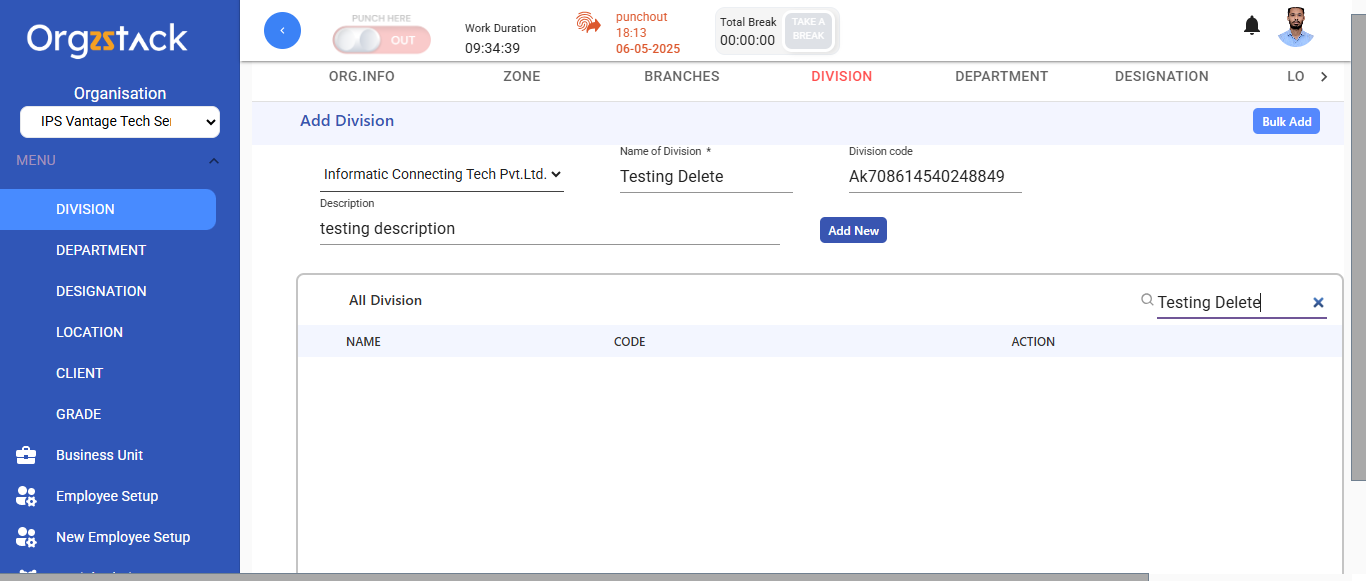 Orgzstack
Organisation
IPS Vantage Tech Ser
MENU
DIVISION
DEPARTMENT
DESIGNATION
LOCATION
CLIENT
GRADE
Business Unit
Employee Setup
New Employee Setup
PUNCH HERE
OUT
Work Duration
09:34:39
punchout
18:13
06-05-2025
Total Break
00:00:00
TAKE A
BREAK
ORG.INFO ZONE BRANCHES DIVISION DEPARTMENT DESIGNATION LO
Add Division
Bulk Add
Informatic Connecting Tech Pvt.Ltd.
Name of Division *
Testing Delete
Division code
Ak708614540248849
Description
testing description
Add New
All Division
Testing Delete
NAME CODE ACTION